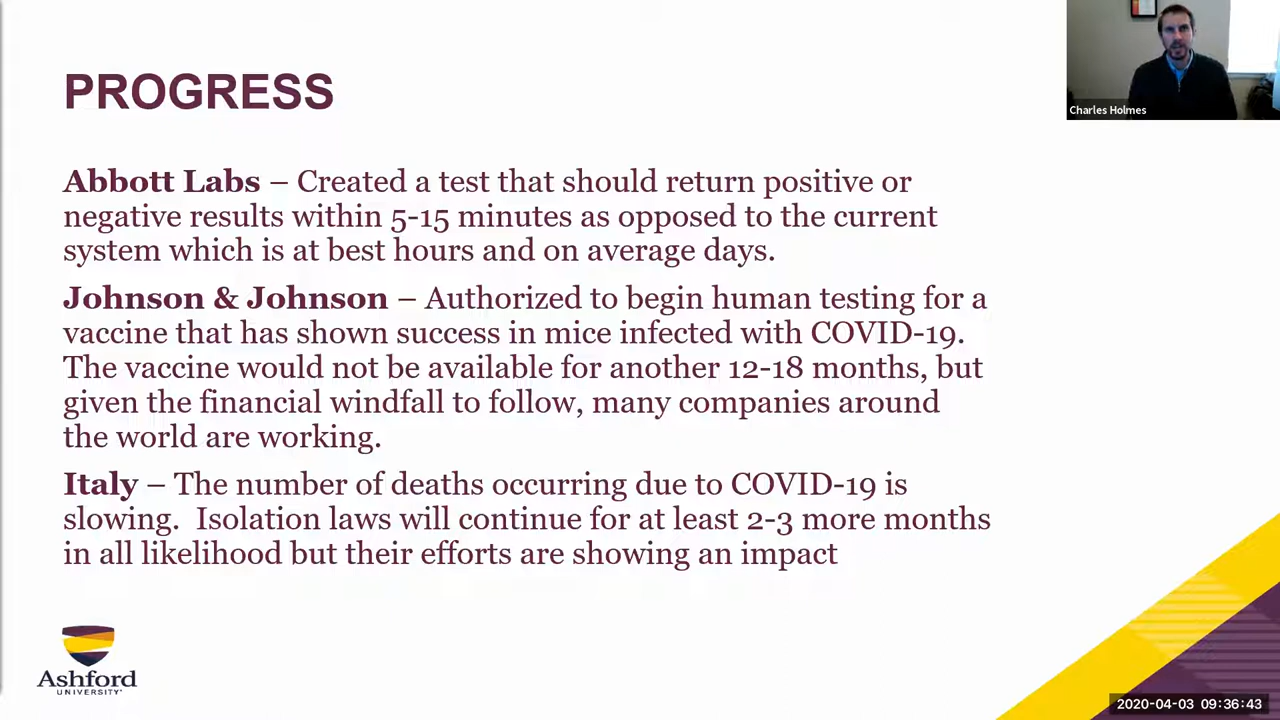 PROGRESS
Charles Holmes
Abbott Labs – Created a test that should return positive or
negative results within 5-15 minutes as opposed to the current
system which is at best hours and on average days.
Johnson & Johnson – Authorized to begin human testing for a
vaccine that has shown success in mice infected with COVID-19.
The vaccine would not be available for another 12-18 months, but
given the financial windfall to follow, many companies around
the world are working.
Italy – The number of deaths occurring due to COVID-19 is
slowing.  Isolation laws will continue for at least 2-3 more months
in all likelihood but their efforts are showing an impact
Ashford
UNIVERSITY
2020-04-03 09:36:43